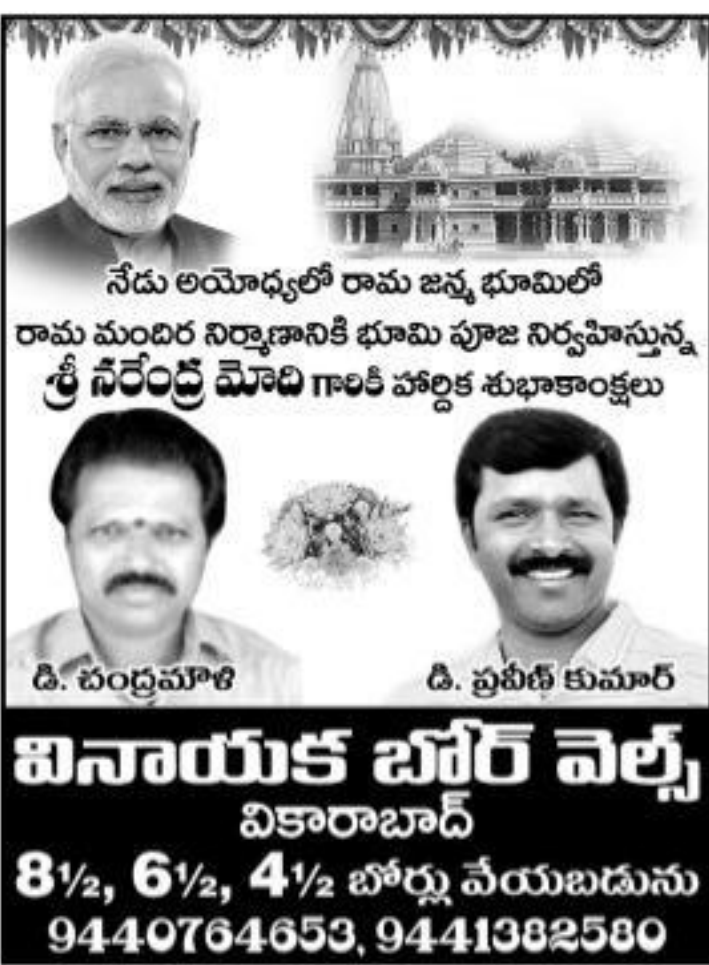 నేడు అయోధ్యలో రామ జన్మ భూమిలో
రామ మందిర నిర్మాణానికి భూమి పూజ నిర్వహిస్తున్న
శ్రీ నరేంద్ర మోది గారికి హార్దిక శుభాకాంక్షలు
డి. చంద్రమౌళి
డి. ప్రవీణ్ కుమార్
వినాయక బోర్ వెల్స్
వికారాబాద్
8½, 6½, 4½ బోర్లు వేయబడును
9440764653, 9441382580